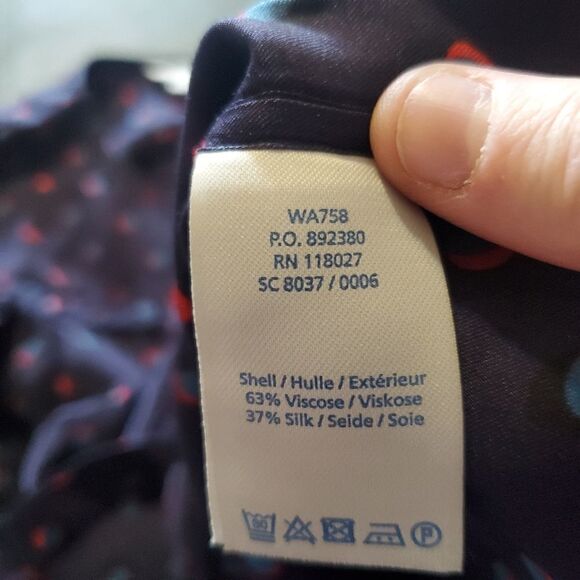 WA758
P.O. 892380
RN 118027
SC 8037 / 0006
Shell / Hulle / Extérieur
63% Viscose / Viskose
37% Silk / Seide / Soie
P